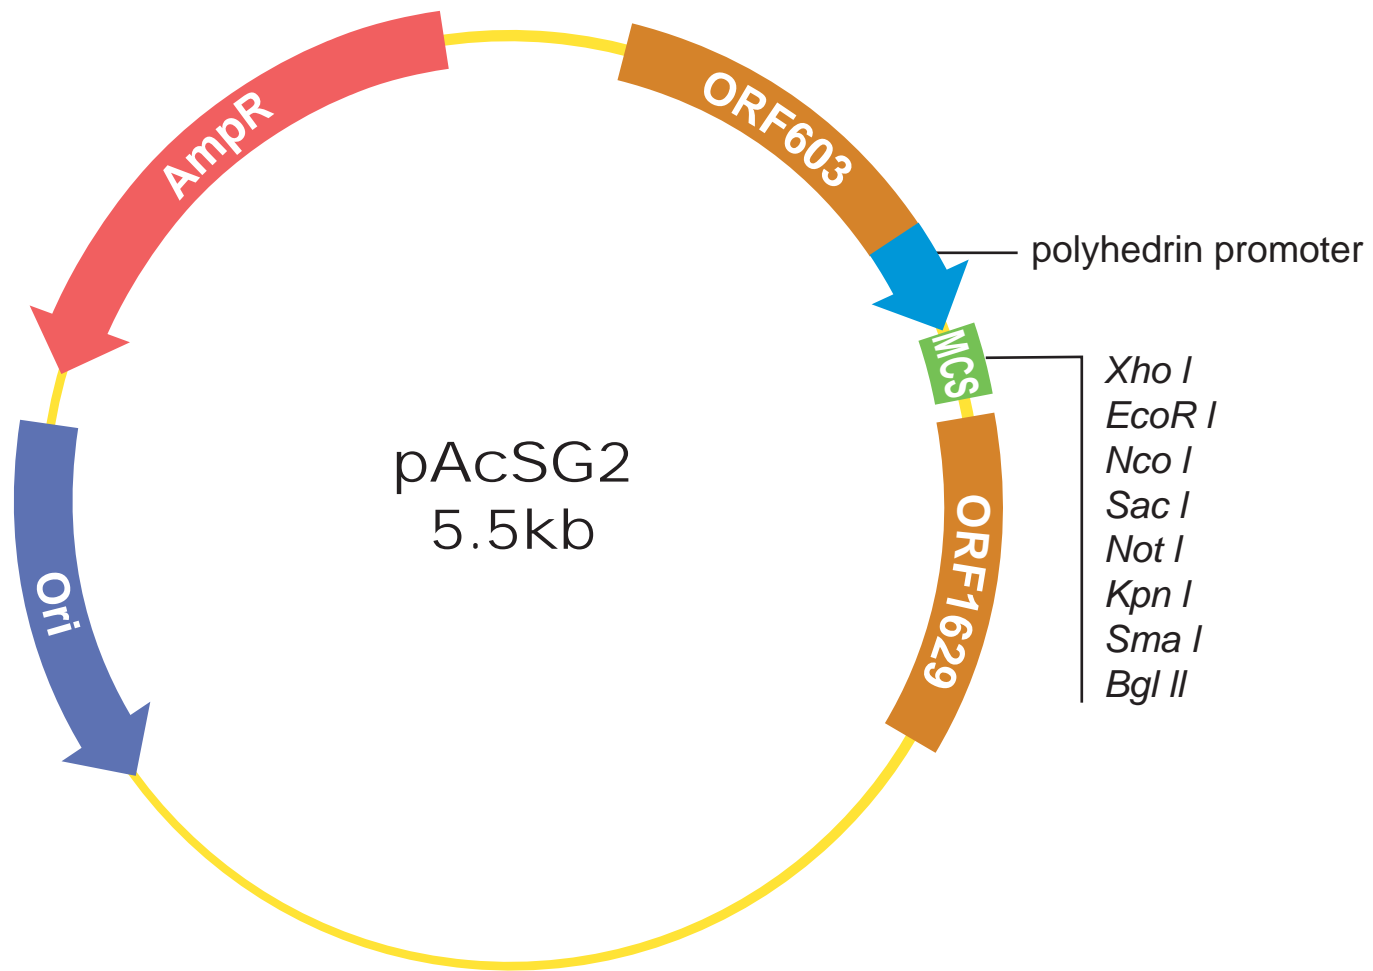 AmpR
ORF603
polyhedrin promoter
MCS
Xho I
EcoR I
Nco I
Sac I
Not I
Kpn I
Sma I
Bgl II
pAcSG2
5.5kb
ORF1629
Ori